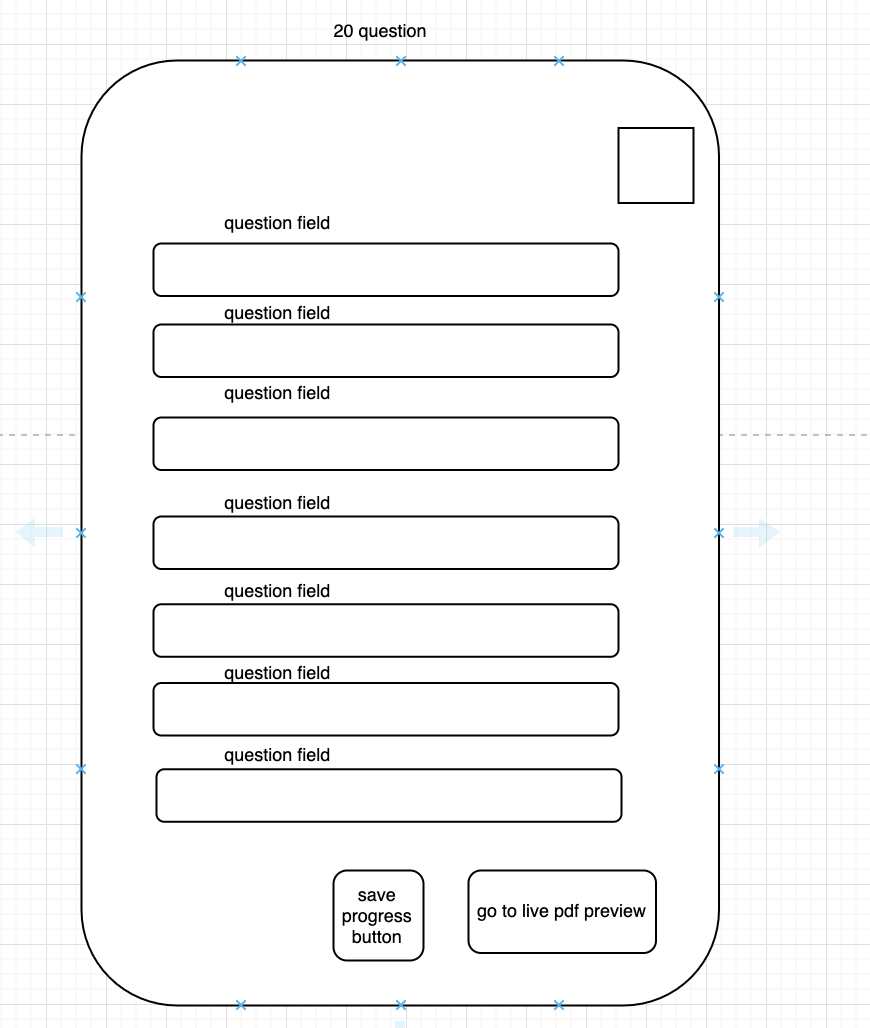 20 question
question field
question field
question field
question field
question field
question field
question field
save
progress
button
go to live pdf preview